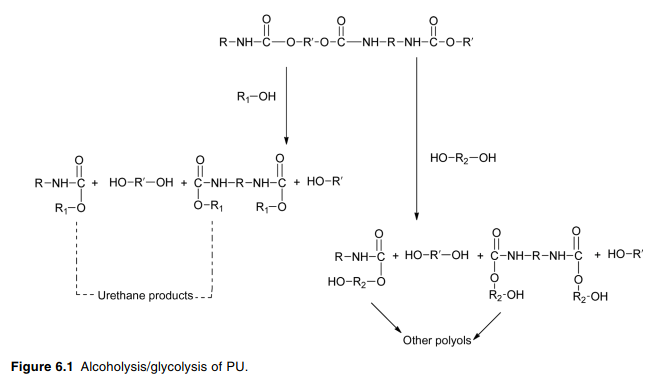 O O O
R–NH–C–O–R'-O–C–NH–R–NH–C–O–R'
R₁–OH
HO–R₂–OH
O O O
R–NH–C + HO–R'–OH + C–NH–R–NH–C + HO–R'
R₁–O O–R₁ R₁–O
Urethane products
O O O
R–NH–C + HO–R'–OH + C–NH–R–NH–C + HO–R'
HO–R₂–O O O
R₂-OH R₂-OH
Other polyols
Figure 6.1 Alcoholysis/glycolysis of PU.